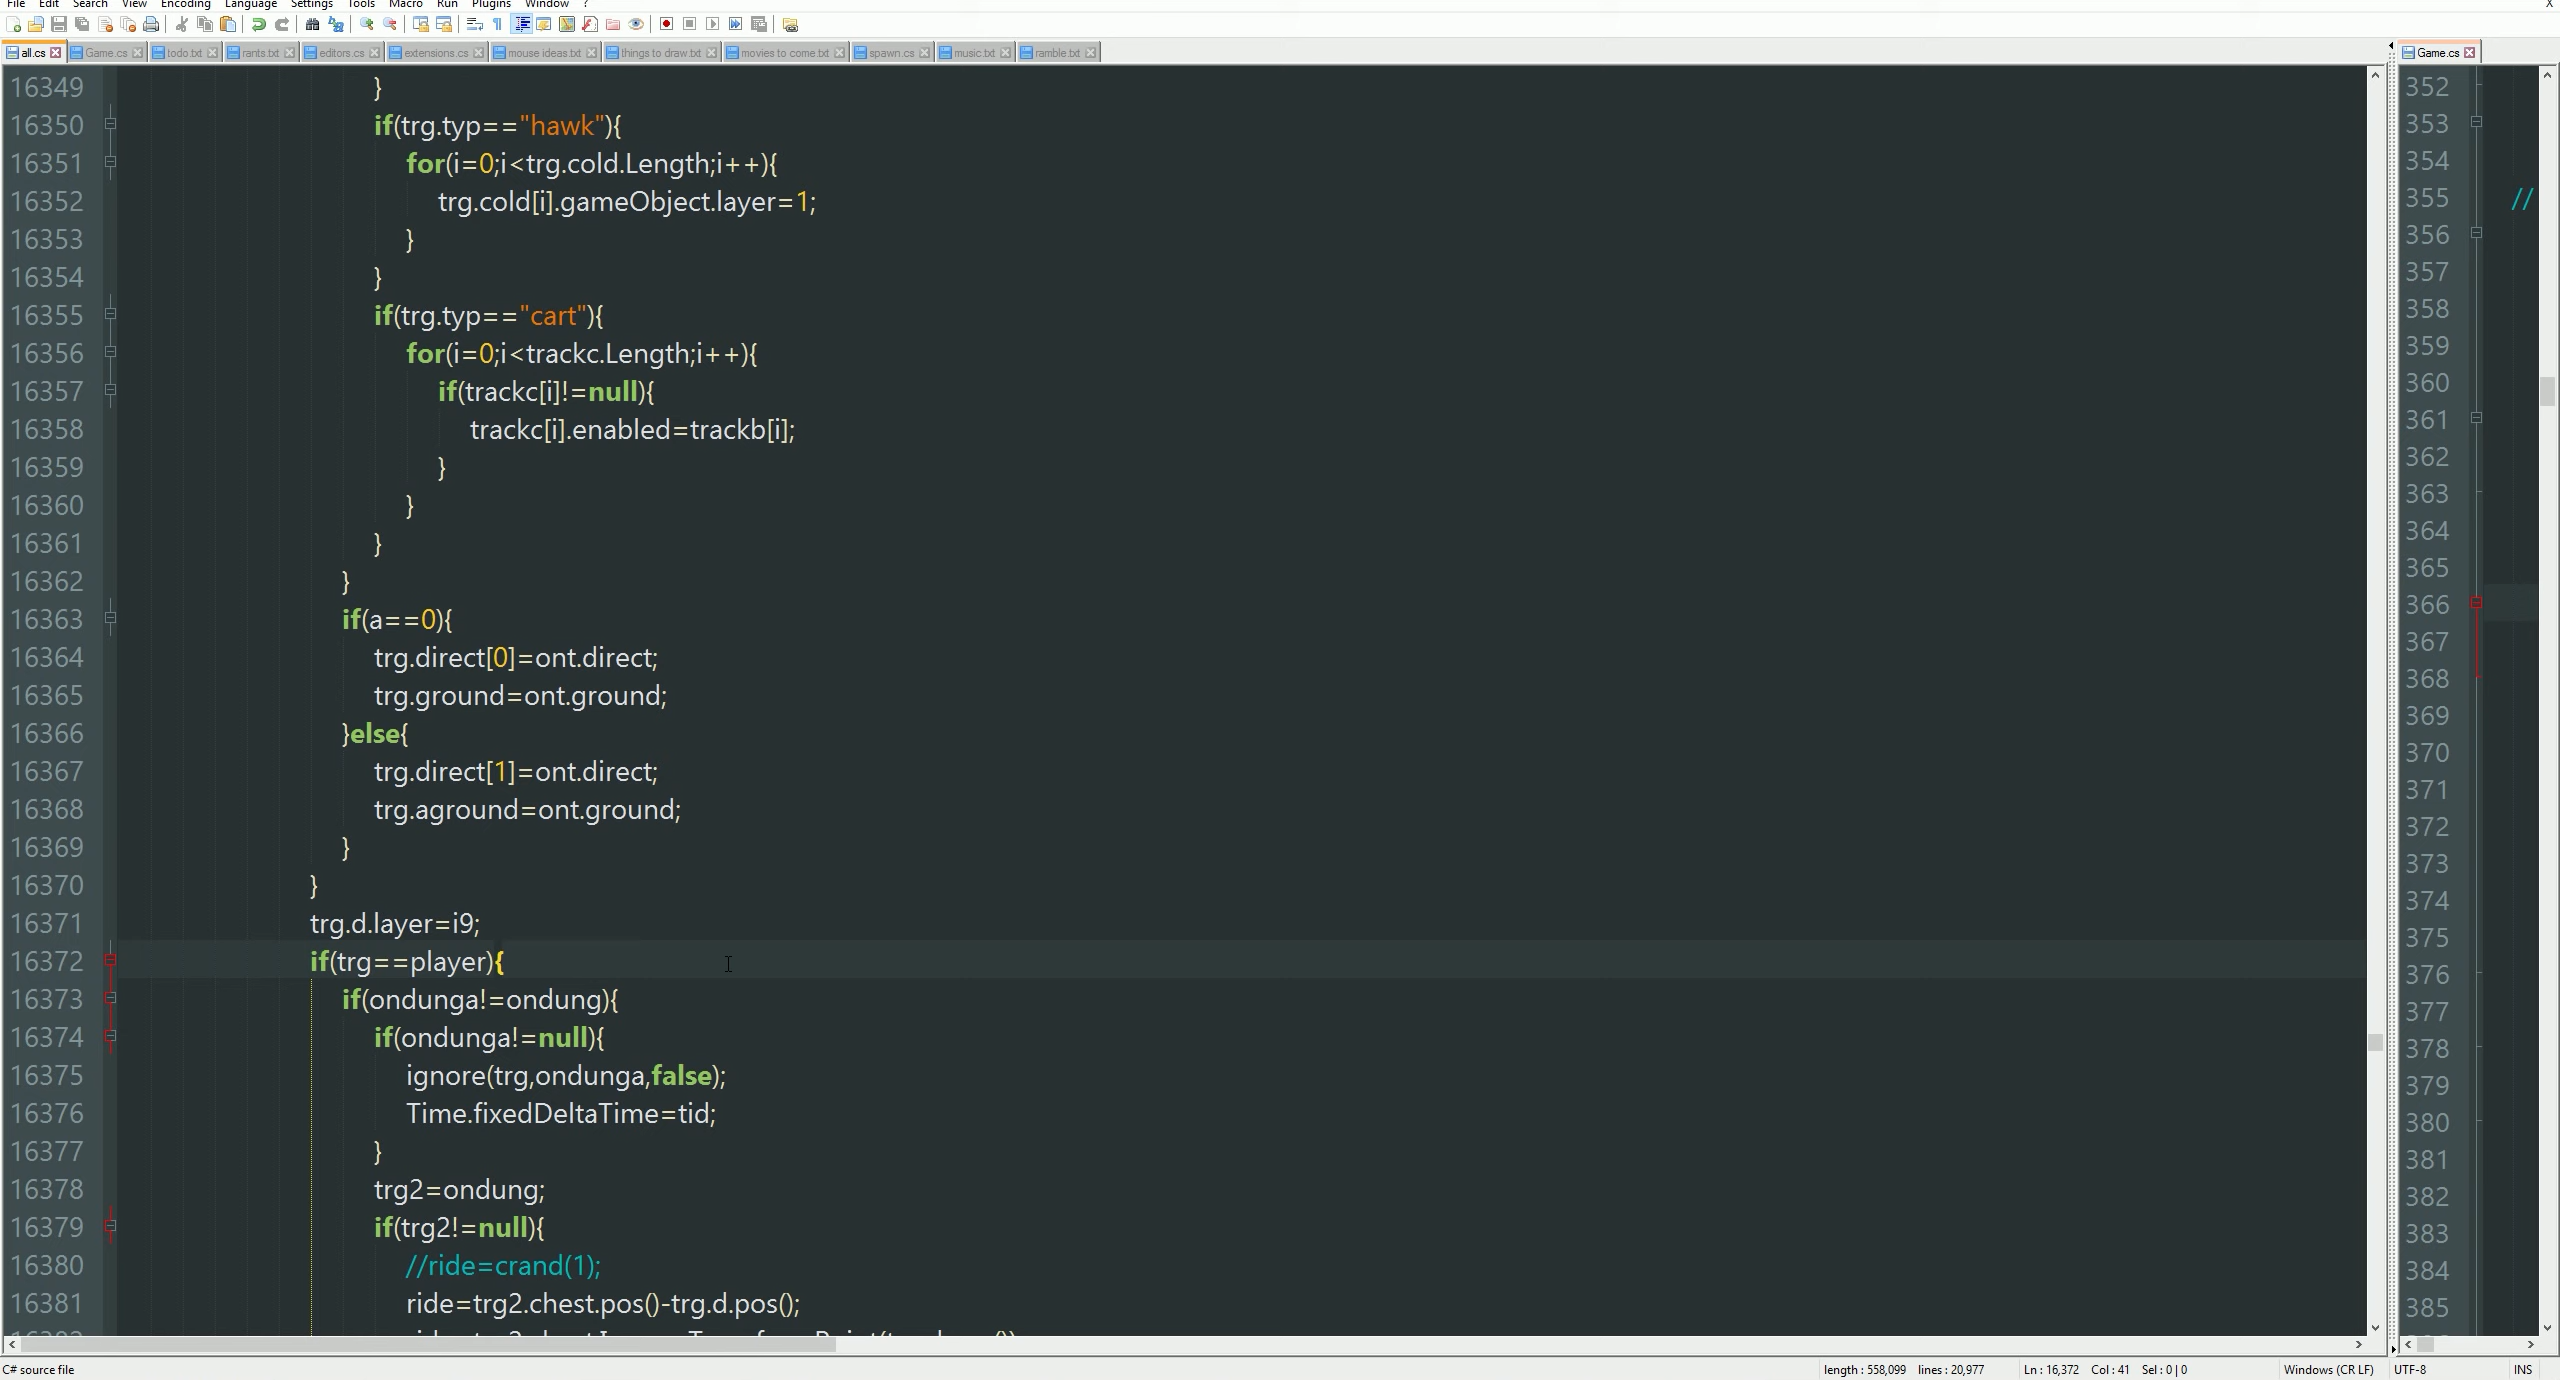 File Edit Search View Encoding Language Settings Tools Macro Run Plugins Window ? X
all.cs Game.cs todo.txt rants.txt editors.cs extensions.cs mouse ideas.txt things to draw.txt movies to come.txt spawn.cs music.txt ramble.txt Game.cs
16349 }
16350 if(trg.typ=="hawk"){
16351 for(i=0;i<trg.cold.Length;i++){
16352 trg.cold[i].gameObject.layer=1;
16353 }
16354 }
16355 if(trg.typ=="cart"){
16356 for(i=0;i<trackc.Length;i++){
16357 if(trackc[i]!=null){
16358 trackc[i].enabled=trackb[i];
16359 }
16360 }
16361 }
16362 }
16363 if(a==0){
16364 trg.direct[0]=ont.direct;
16365 trg.ground=ont.ground;
16366 }else{
16367 trg.direct[1]=ont.direct;
16368 trg.aground=ont.ground;
16369 }
16370 }
16371 trg.d.layer=i9;
16372 if(trg==player){
16373 if(ondunga!=ondung){
16374 if(ondunga!=null){
16375 ignore(trg,ondunga,false);
16376 Time.fixedDeltaTime=tid;
16377 }
16378 trg2=ondung;
16379 if(trg2!=null){
16380 //ride=crand(1);
16381 ride=trg2.chest.pos()-trg.d.pos();
352
353
354
355 //
356
357
358
359
360
361
362
363
364
365
366
367
368
369
370
371
372
373
374
375
376
377
378
379
380
381
382
383
384
385
C# source file length : 558,099 lines : 20,977 Ln : 16,372 Col : 41 Sel : 0 | 0 Windows (CR LF) UTF-8 INS